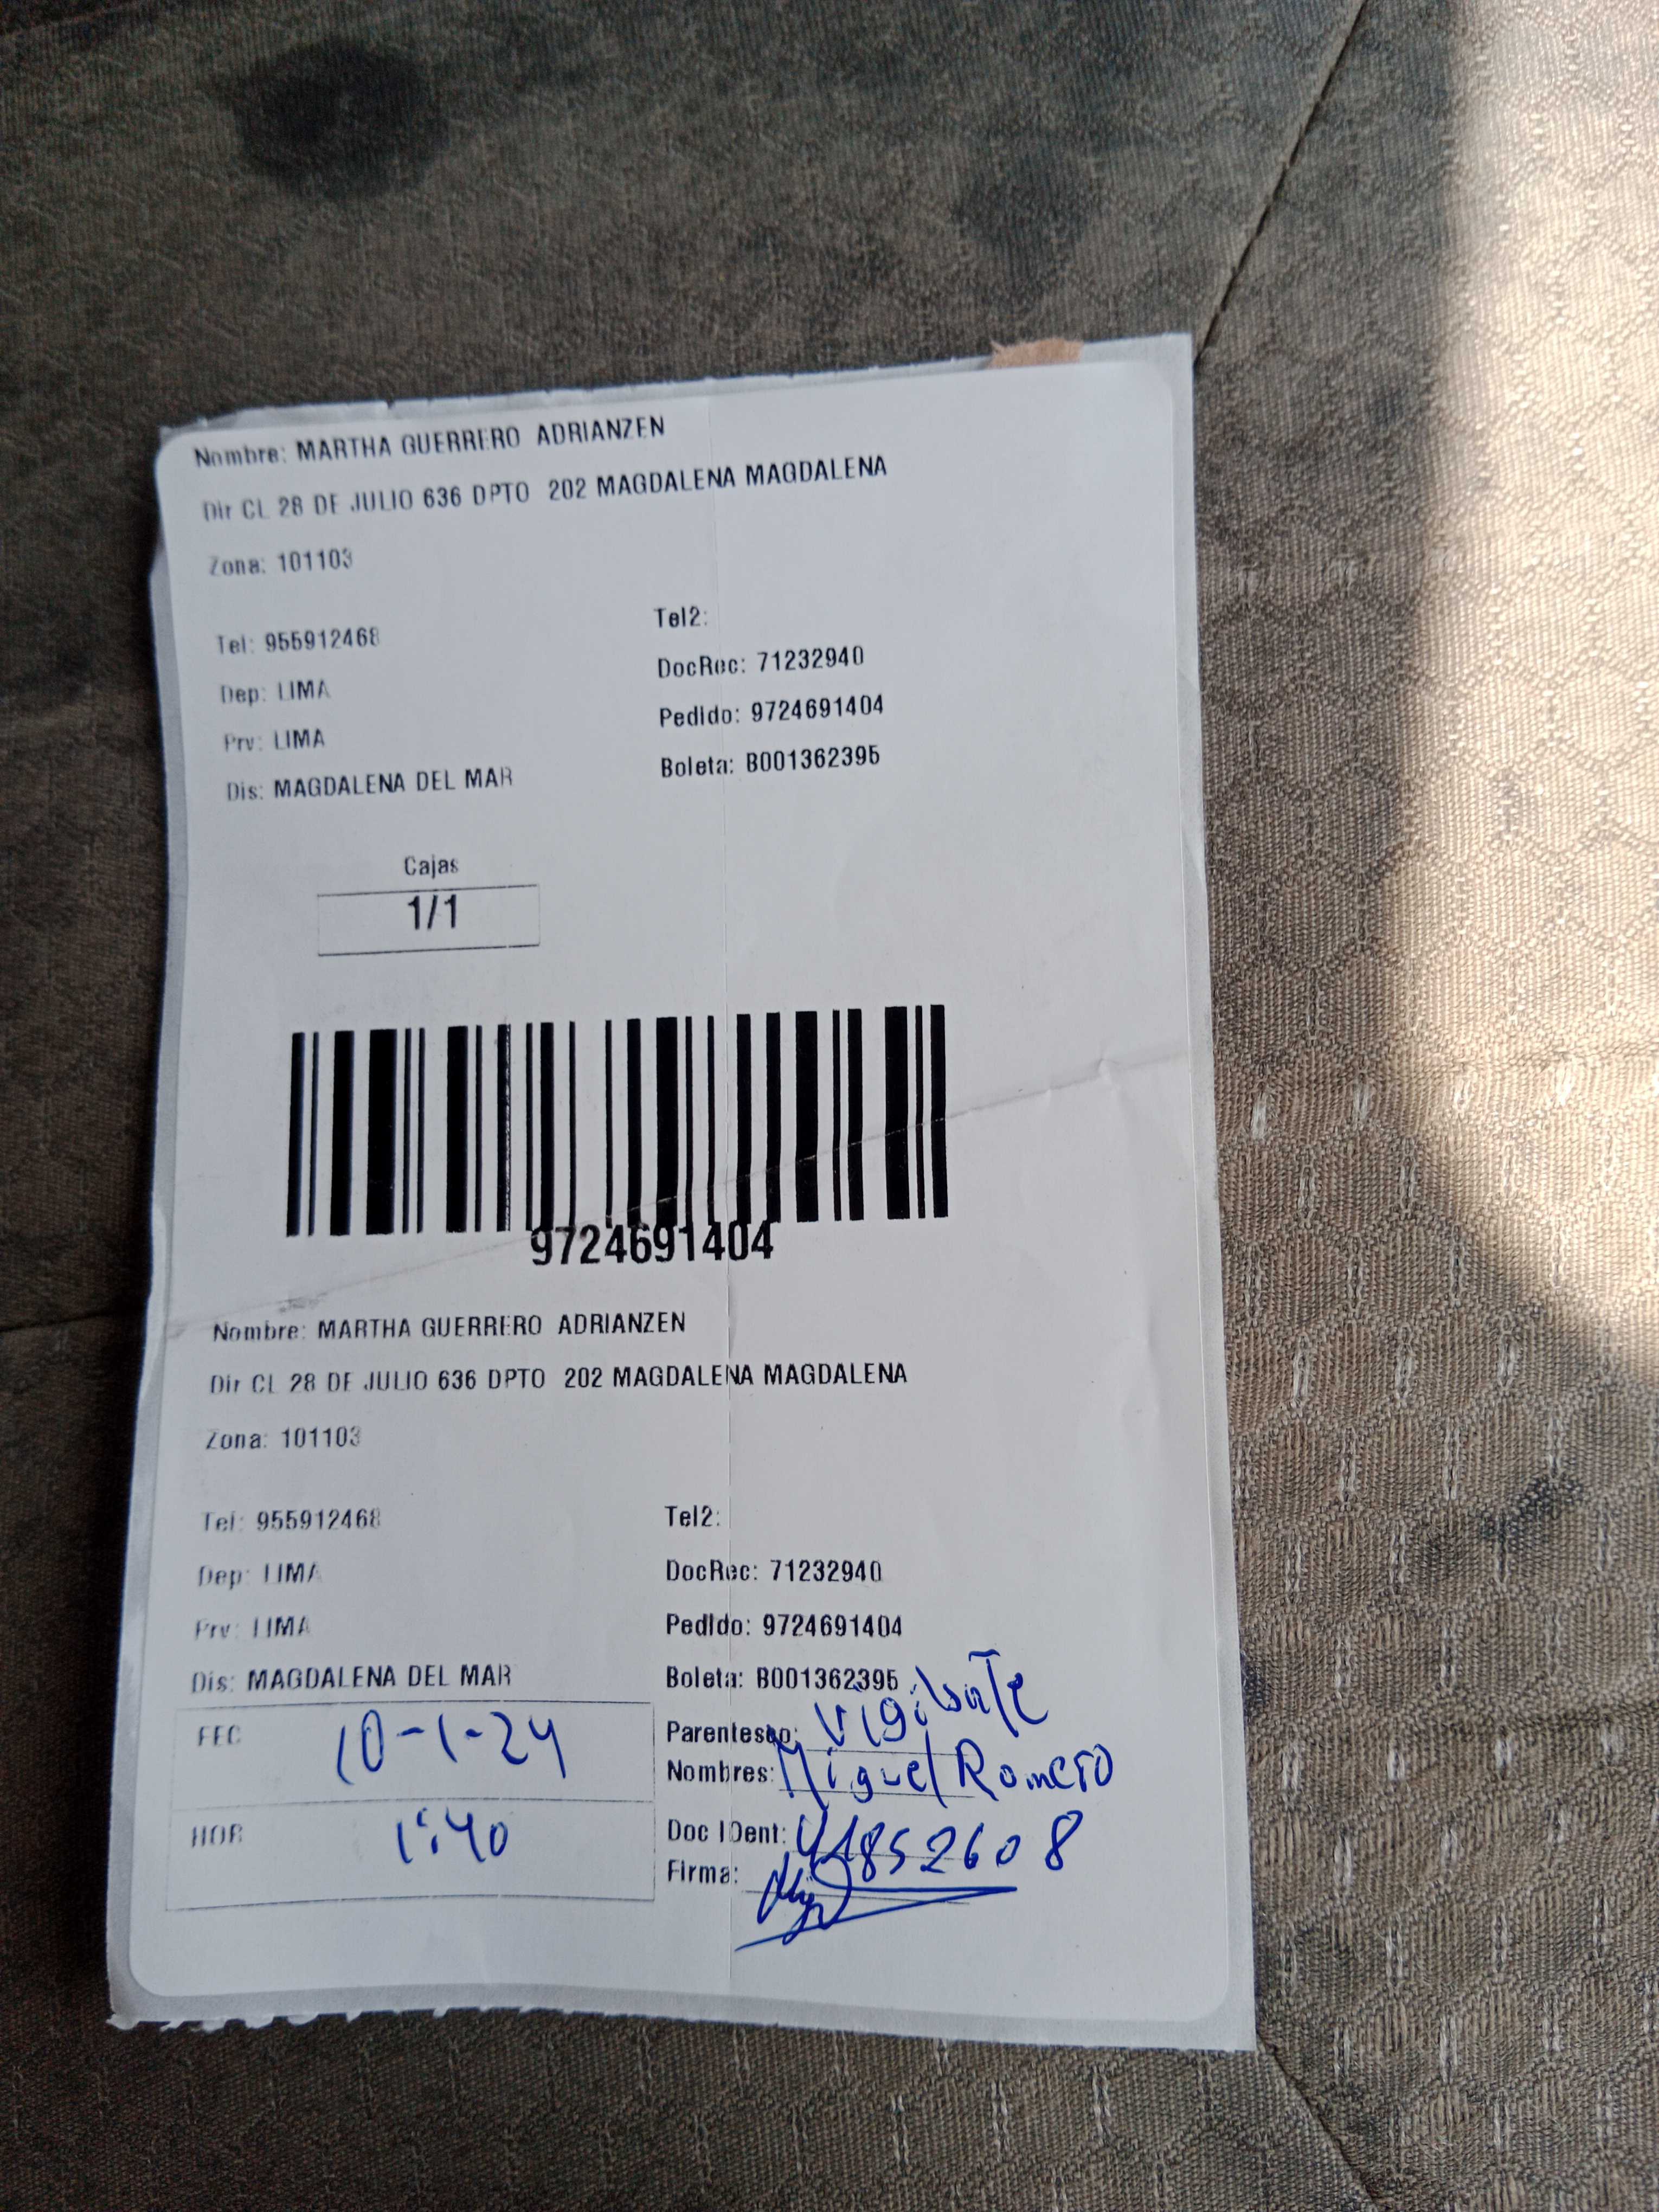 Nombre: MARTHA GUERRERO ADRIANZEN
Dir CL 28 DE JULIO 636 DPTO 202 MAGDALENA MAGDALENA
Zona: 101103
Tel: 955912468
Tel2:
Dep: LIMA
DocRec: 71232940
Prv: LIMA
Pedido: 9724691404
Dis: MAGDALENA DEL MAR
Boleta: B001362395
Cajas
1/1
9724691404
Nombre: MARTHA GUERRERO ADRIANZEN
Dir CL 28 DE JULIO 636 DPTO 202 MAGDALENA MAGDALENA
Zona: 101103
Tel: 955912468
Tel2:
Dep: LIMA
DocRec: 71232940
Prv: LIMA
Pedido: 9724691404
Dis: MAGDALENA DEL MAR
Boleta: B001362395
FEC 10-1-24
Parentesco: Vigilante
Nombres: Miguel Romero
HOR 1:40
Doc IDent: 41852608
Firma: